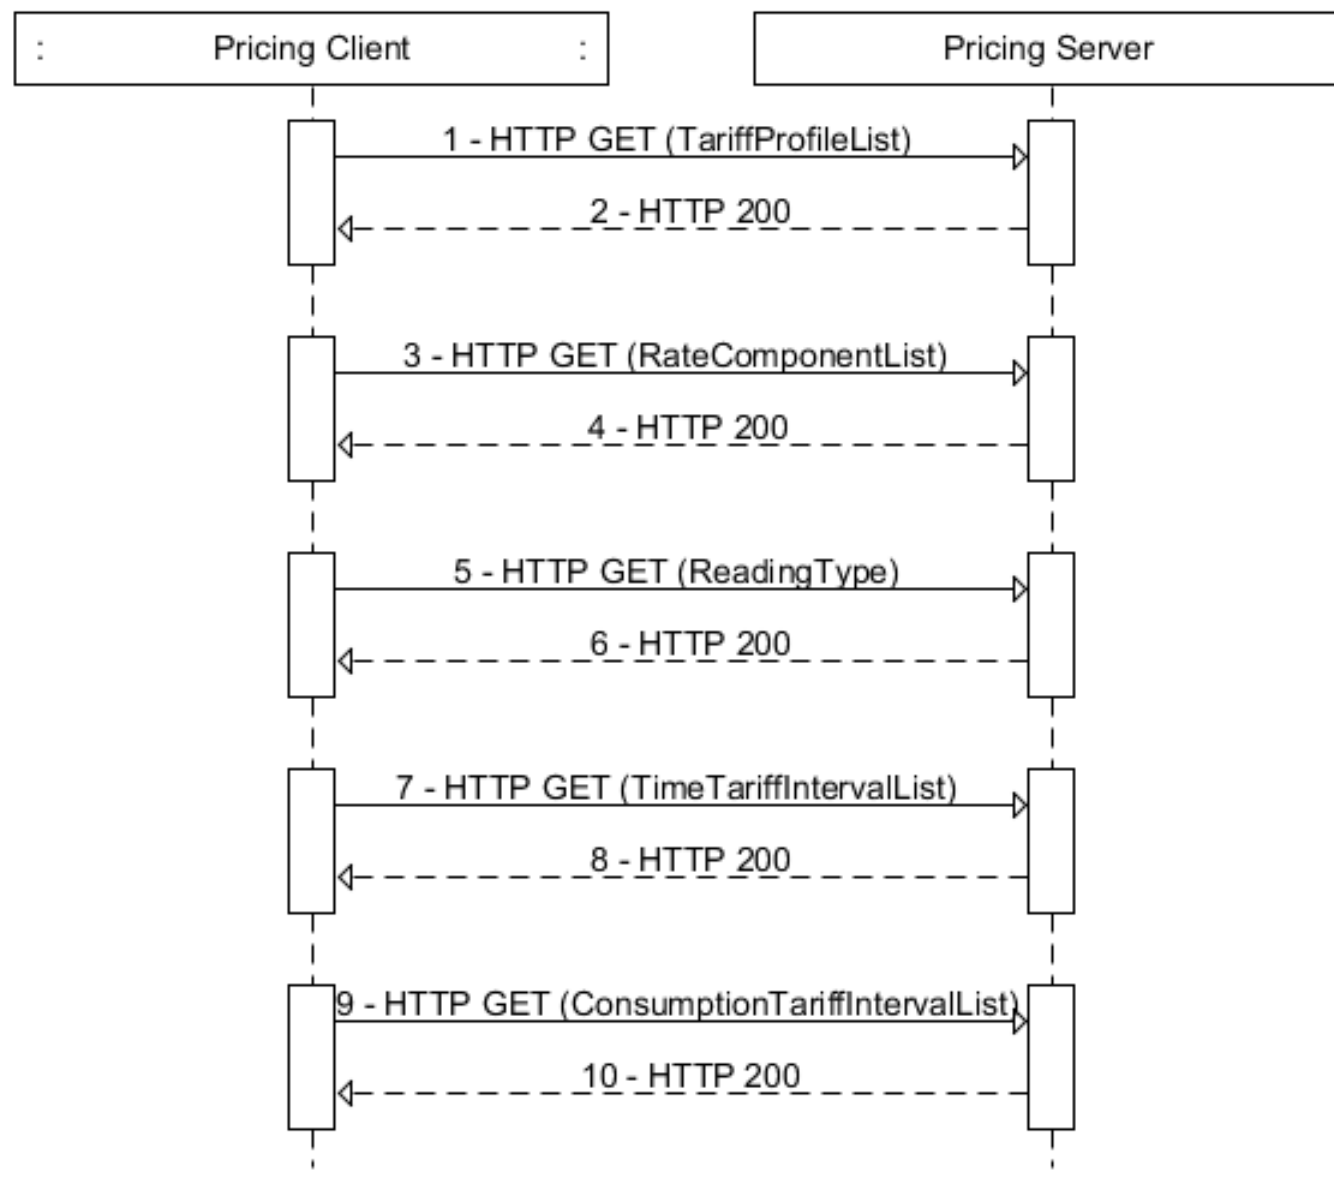 : Pricing Client :
Pricing Server
1 - HTTP GET (TariffProfileList)
2 - HTTP 200
3 - HTTP GET (RateComponentList)
4 - HTTP 200
5 - HTTP GET (ReadingType)
6 - HTTP 200
7 - HTTP GET (TimeTariffIntervalList)
8 - HTTP 200
9 - HTTP GET (ConsumptionTariffIntervalList)
10 - HTTP 200